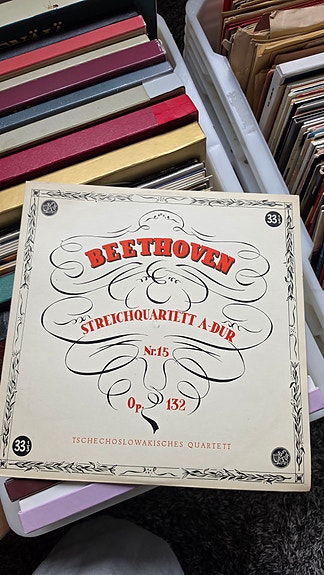 33⅓
BEETHOVEN
STREICHQUARTETT A-DUR
Nr. 15
Op. 132
TSCHECHOSLOWAKISCHES QUARTETT
33⅓